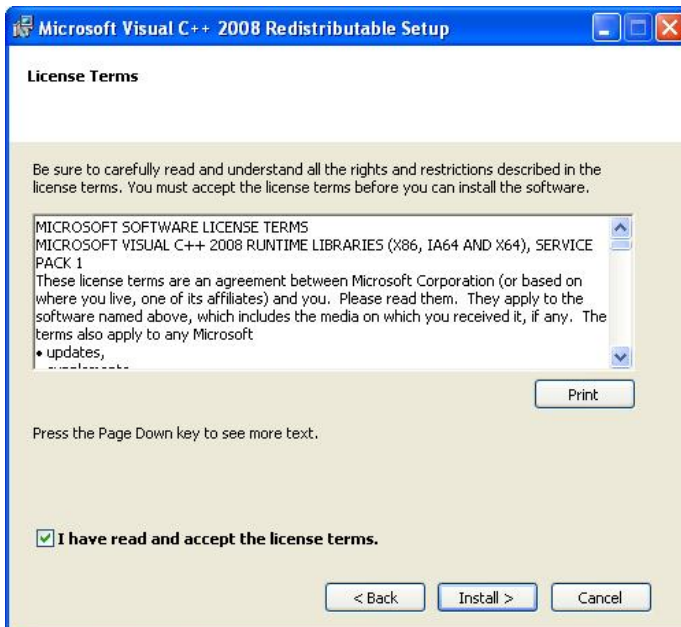 Microsoft Visual C++ 2008 Redistributable Setup
License Terms
Be sure to carefully read and understand all the rights and restrictions described in the
license terms. You must accept the license terms before you can install the software.
MICROSOFT SOFTWARE LICENSE TERMS
MICROSOFT VISUAL C++ 2008 RUNTIME LIBRARIES (X86, IA64 AND X64), SERVICE
PACK 1
These license terms are an agreement between Microsoft Corporation (or based on
where you live, one of its affiliates) and you. Please read them. They apply to the
software named above, which includes the media on which you received it, if any. The
terms also apply to any Microsoft
• updates,
Print
Press the Page Down key to see more text.
I have read and accept the license terms.
< Back Install > Cancel